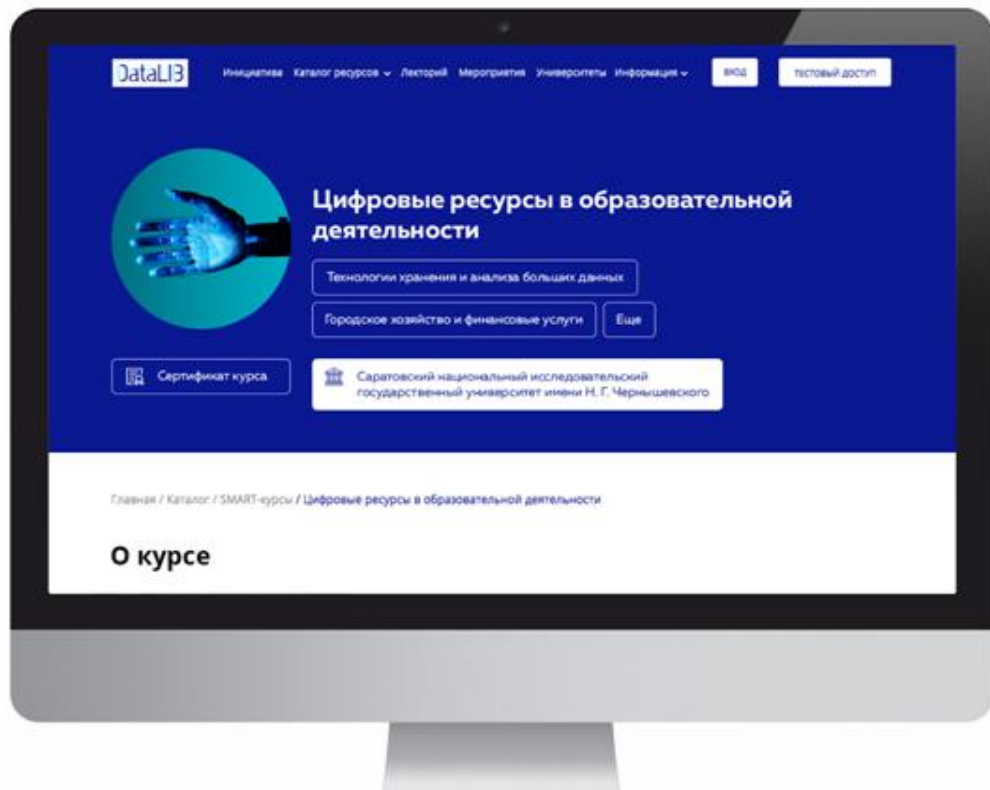 DataLIB
Инициатива Каталог ресурсов Лекторий Мероприятия Университеты Информация ВХОД ТЕСТОВЫЙ ДОСТУП
Цифровые ресурсы в образовательной
деятельности
Технологии хранения и анализа больших данных
Городское хозяйство и финансовые услуги Еще
Сертификат курса
Саратовский национальный исследовательский
государственный университет имени Н. Г. Чернышевского
Главная / Каталог / SMART-курсы / Цифровые ресурсы в образовательной деятельности
О курсе